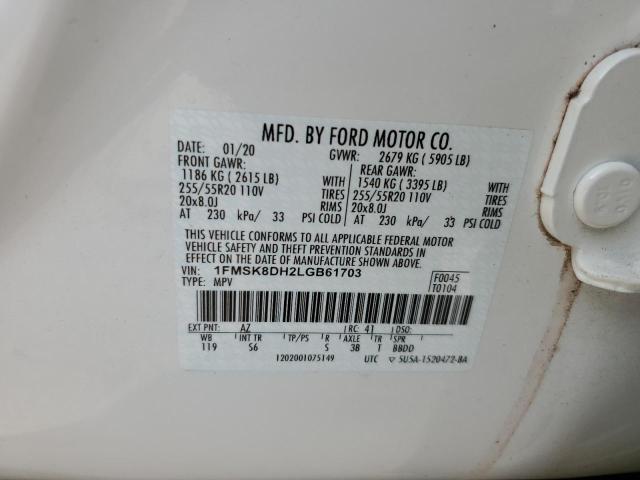 MFD. BY FORD MOTOR CO.
DATE: 01/20 GVWR: 2679 KG ( 5905 LB)
FRONT GAWR: REAR GAWR:
1186 KG ( 2615 LB) 1540 KG ( 3395 LB) WITH
255/55R20 110V WITH 255/55R20 110V TIRES
20x8.0J TIRES 20x8.0J RIMS
RIMS
AT 230 kPa/ 33 PSI COLD AT 230 kPa/ 33 PSI COLD
THIS VEHICLE CONFORMS TO ALL APPLICABLE FEDERAL MOTOR
VEHICLE SAFETY AND THEFT PREVENTION STANDARDS IN
EFFECT ON THE DATE OF MANUFACTURE SHOWN ABOVE.
VIN: 1FMSK8DH2LGB61703
TYPE: MPV
F0045
T0104
EXT PNT: AZ RC: 41 DSO:
WB INT TR TP/PS R AXLE TR SPR
119 S6 S 3B T BBDD
1202001075149 UTC ▽ 5USA-1520472-BA